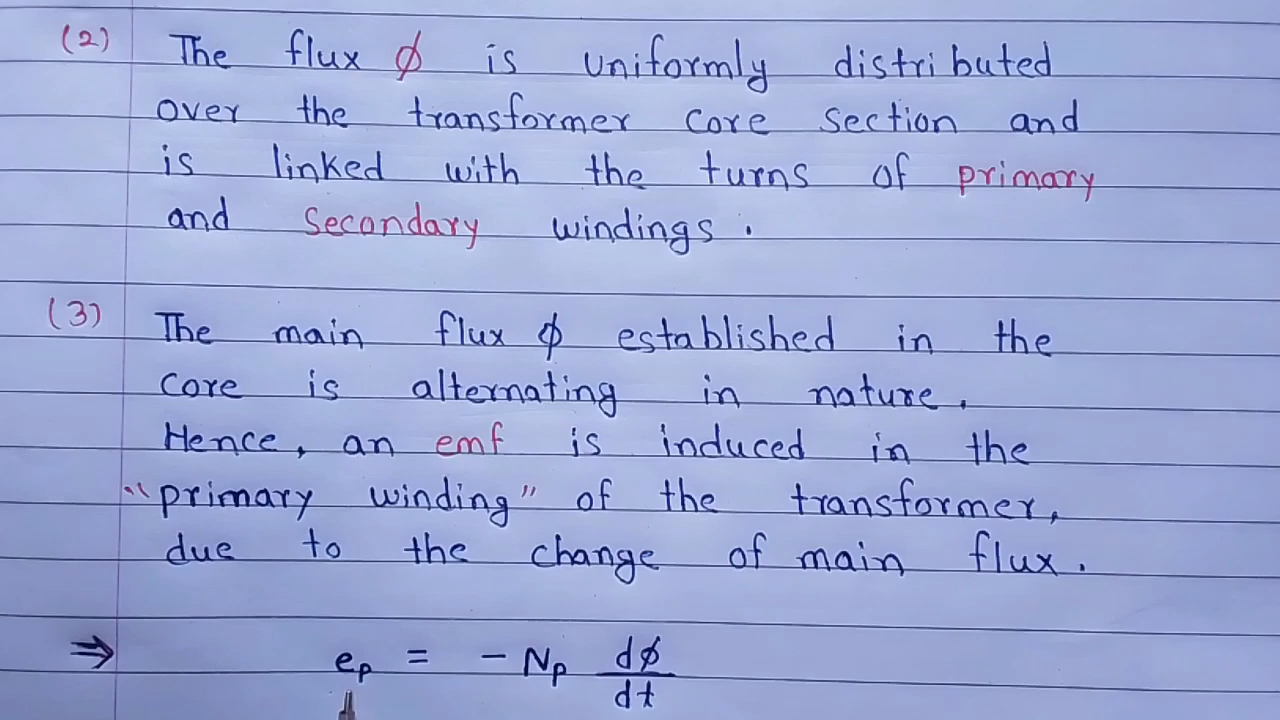 (2) The flux ϕ is uniformly distributed
over the transformer core section and
is linked with the turns of primary
and secondary windings.
(3) The main flux ϕ established in the
core is alternating in nature.
Hence, an emf is induced in the
"primary winding" of the transformer,
due to the change of main flux.
⇒ eₚ = - Nₚ dϕ/dt